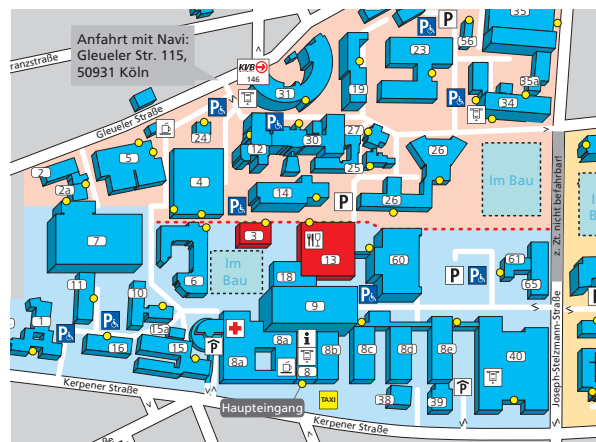 Anfahrt mit Navi:
Gleueler Str. 115,
50931 Köln
ranzstraße
KVB
146
Gleueler Straße
P
P
P
23
56
35
35a
34
31
19
24
5
2
2a
4
12
30
27
25
26
26
14
Im Bau
z. Zt. nicht befahrbar!
Im
P
P
3
13
7
6
Im
Bau
18
60
P
P
61
65
9
11
10
1
P
P
16
15a
15
P
8a
8a
i
8
8b
8c
8d
8e
P
40
P
38
39
Joseph-Stelzmann-Straße
P
Kerpener Straße
Haupteingang
TAXI
Kerpener Straße